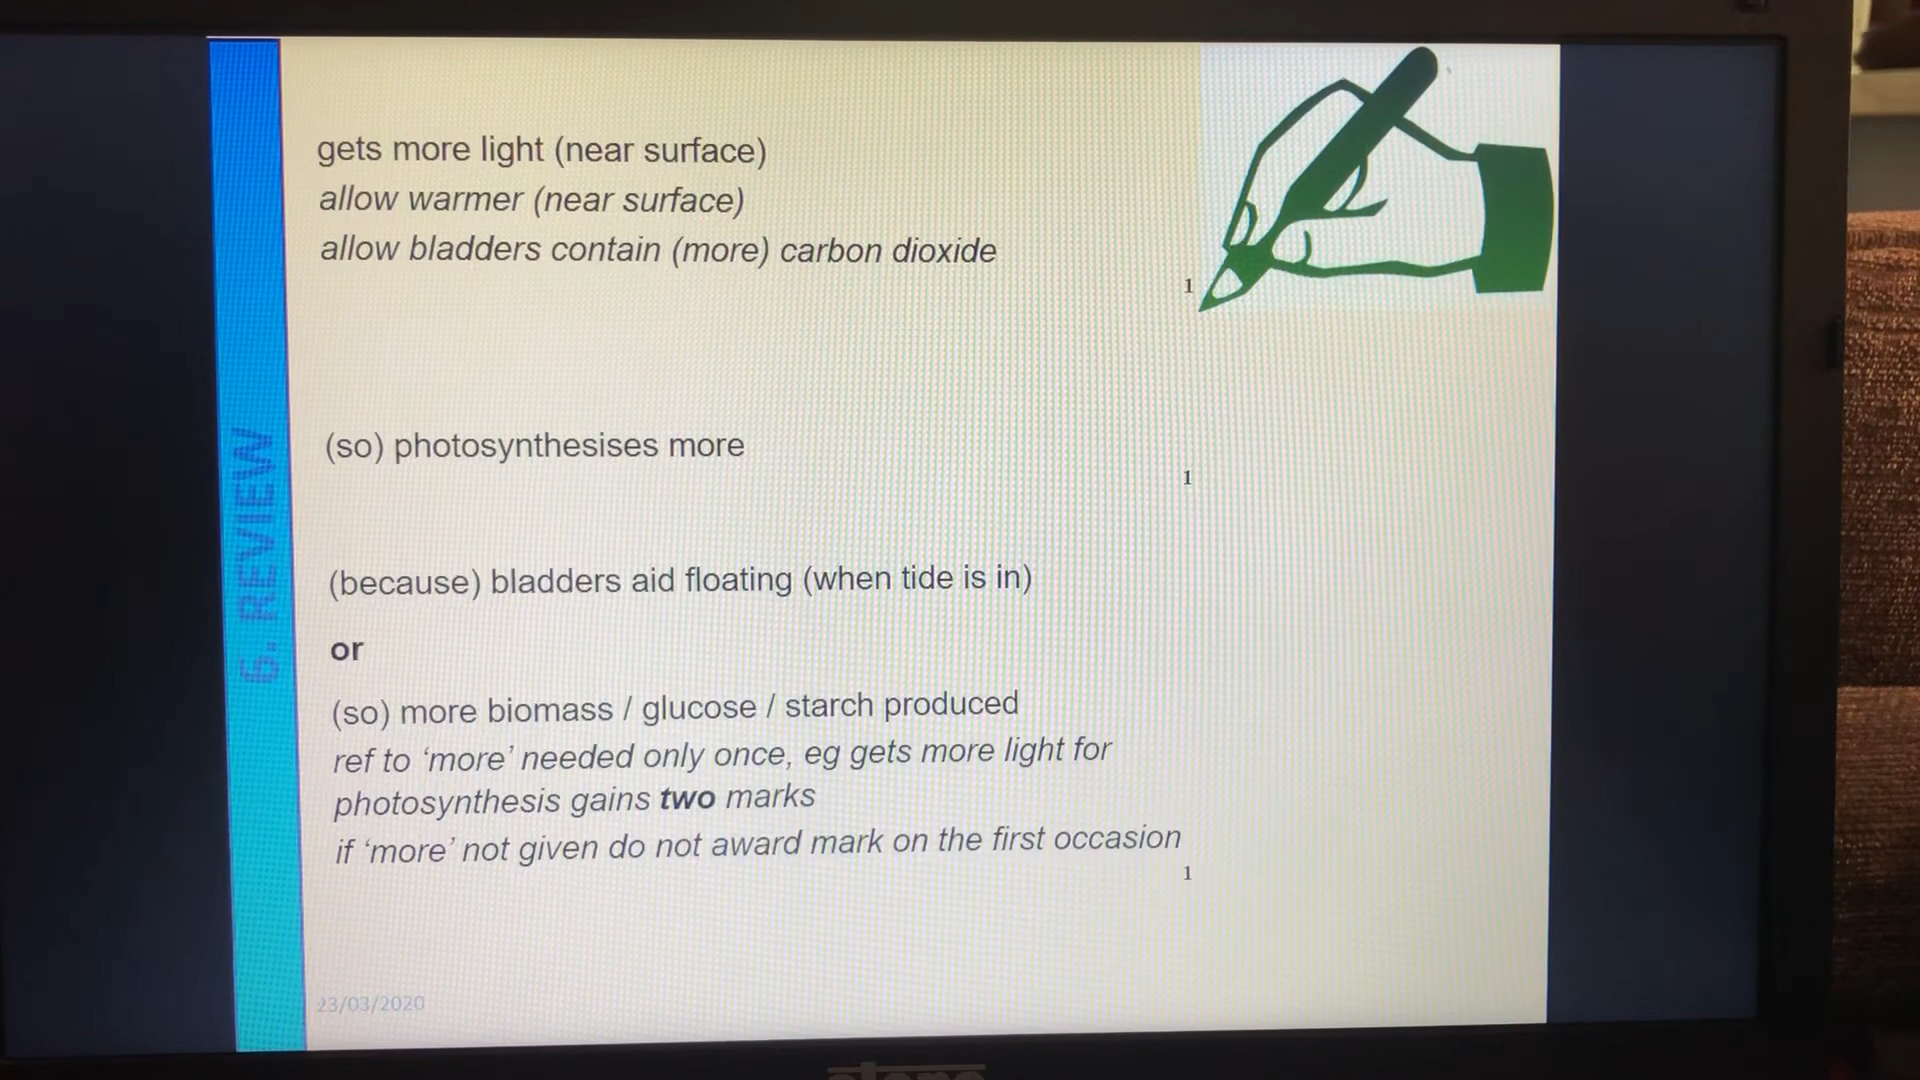 gets more light (near surface)
allow warmer (near surface)
allow bladders contain (more) carbon dioxide
1
(so) photosynthesises more
1
(because) bladders aid floating (when tide is in)
or
(so) more biomass / glucose / starch produced
ref to ‘more’ needed only once, eg gets more light for
photosynthesis gains two marks
if ‘more’ not given do not award mark on the first occasion
1
6. REVIEW
23/03/2020